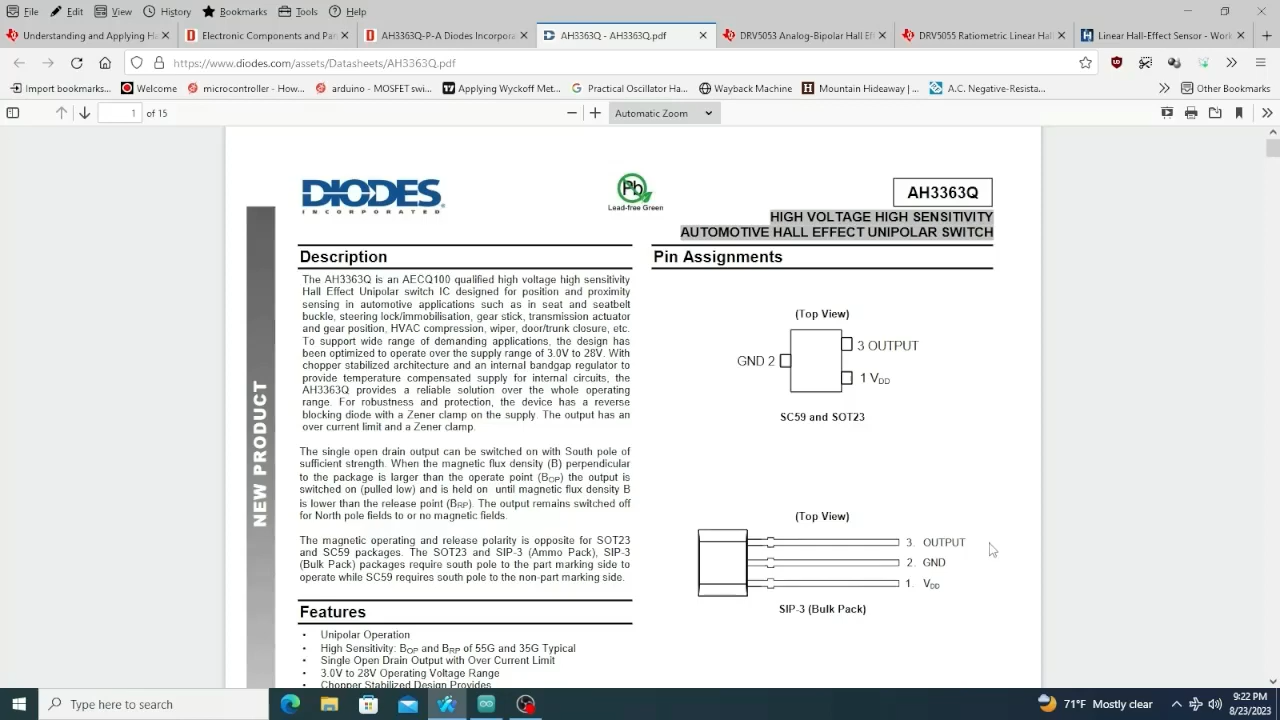 File Edit View History Bookmarks Tools Help
Understanding and Applying Ha
Electronic Components and Par
AH3363Q-P-A Diodes Incorpora
AH3363Q - AH3363Q.pdf
DRV5053 Analog-Bipolar Hall Ef
DRV5055 Ratiometric Linear Hal
Linear Hall-Effect Sensor - Work
https://www.diodes.com/assets/Datasheets/AH3363Q.pdf
Import bookmarks... Welcome microcontroller - How... arduino - MOSFET swi... Applying Wyckoff Met... Practical Oscillator Ha... Wayback Machine Mountain Hideaway |... A.C. Negative-Resista... Other Bookmarks
1 of 15 Automatic Zoom
DIODES
INCORPORATED
Pb
Lead-free Green
AH3363Q
HIGH VOLTAGE HIGH SENSITIVITY
AUTOMOTIVE HALL EFFECT UNIPOLAR SWITCH
NEW PRODUCT
Description
The AH3363Q is an AECQ100 qualified high voltage high sensitivity
Hall Effect Unipolar switch IC designed for position and proximity
sensing in automotive applications such as in seat and seatbelt
buckle, steering lock/immobilisation, gear stick, transmission actuator
and gear position, HVAC compression, wiper, door/trunk closure, etc.
To support wide range of demanding applications, the design has
been optimized to operate over the supply range of 3.0V to 28V. With
chopper stabilized architecture and an internal bandgap regulator to
provide temperature compensated supply for internal circuits, the
AH3363Q provides a reliable solution over the whole operating
range. For robustness and protection, the device has a reverse
blocking diode with a Zener clamp on the supply. The output has an
over current limit and a Zener clamp.
The single open drain output can be switched on with South pole of
sufficient strength. When the magnetic flux density (B) perpendicular
to the package is larger than the operate point (BOP) the output is
switched on (pulled low) and is held on until magnetic flux density B
is lower than the release point (BRP). The output remains switched off
for North pole fields to or no magnetic fields.
The magnetic operating and release polarity is opposite for SOT23
and SC59 packages. The SOT23 and SIP-3 (Ammo Pack), SIP-3
(Bulk Pack) packages require south pole to the part marking side to
operate while SC59 requires south pole to the non-part marking side.
Features
• Unipolar Operation
• High Sensitivity: BOP and BRP of 55G and 35G Typical
• Single Open Drain Output with Over Current Limit
• 3.0V to 28V Operating Voltage Range
• Chopper Stabilized Design Provides
Pin Assignments
(Top View)
3 OUTPUT
GND 2
1 VDD
SC59 and SOT23
(Top View)
3. OUTPUT
2. GND
1. VDD
SIP-3 (Bulk Pack)
Type here to search
71°F Mostly clear
9:22 PM
8/23/2023